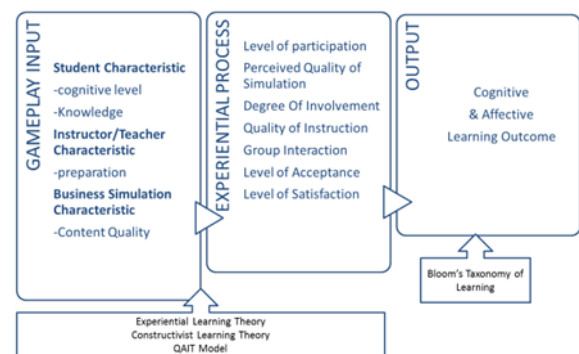 GAMEPLAY INPUT
Student Characteristic
-cognitive level
-Knowledge
Instructor/Teacher
Characteristic
-preparation
Business Simulation
Characteristic
-Content Quality
EXPERIENTIAL PROCESS
Level of participation
Perceived Quality of
Simulation
Degree Of Involvement
Quality of Instruction
Group Interaction
Level of Acceptance
Level of Satisfaction
OUTPUT
Cognitive
& Affective
Learning Outcome
Bloom's Taxonomy of
Learning
Experiential Learning Theory
Constructivist Learning Theory
QAIT Model